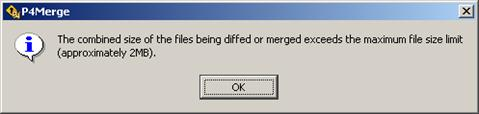 P4Merge
The combined size of the files being diffed or merged exceeds the maximum file size limit
(approximately 2MB).
OK